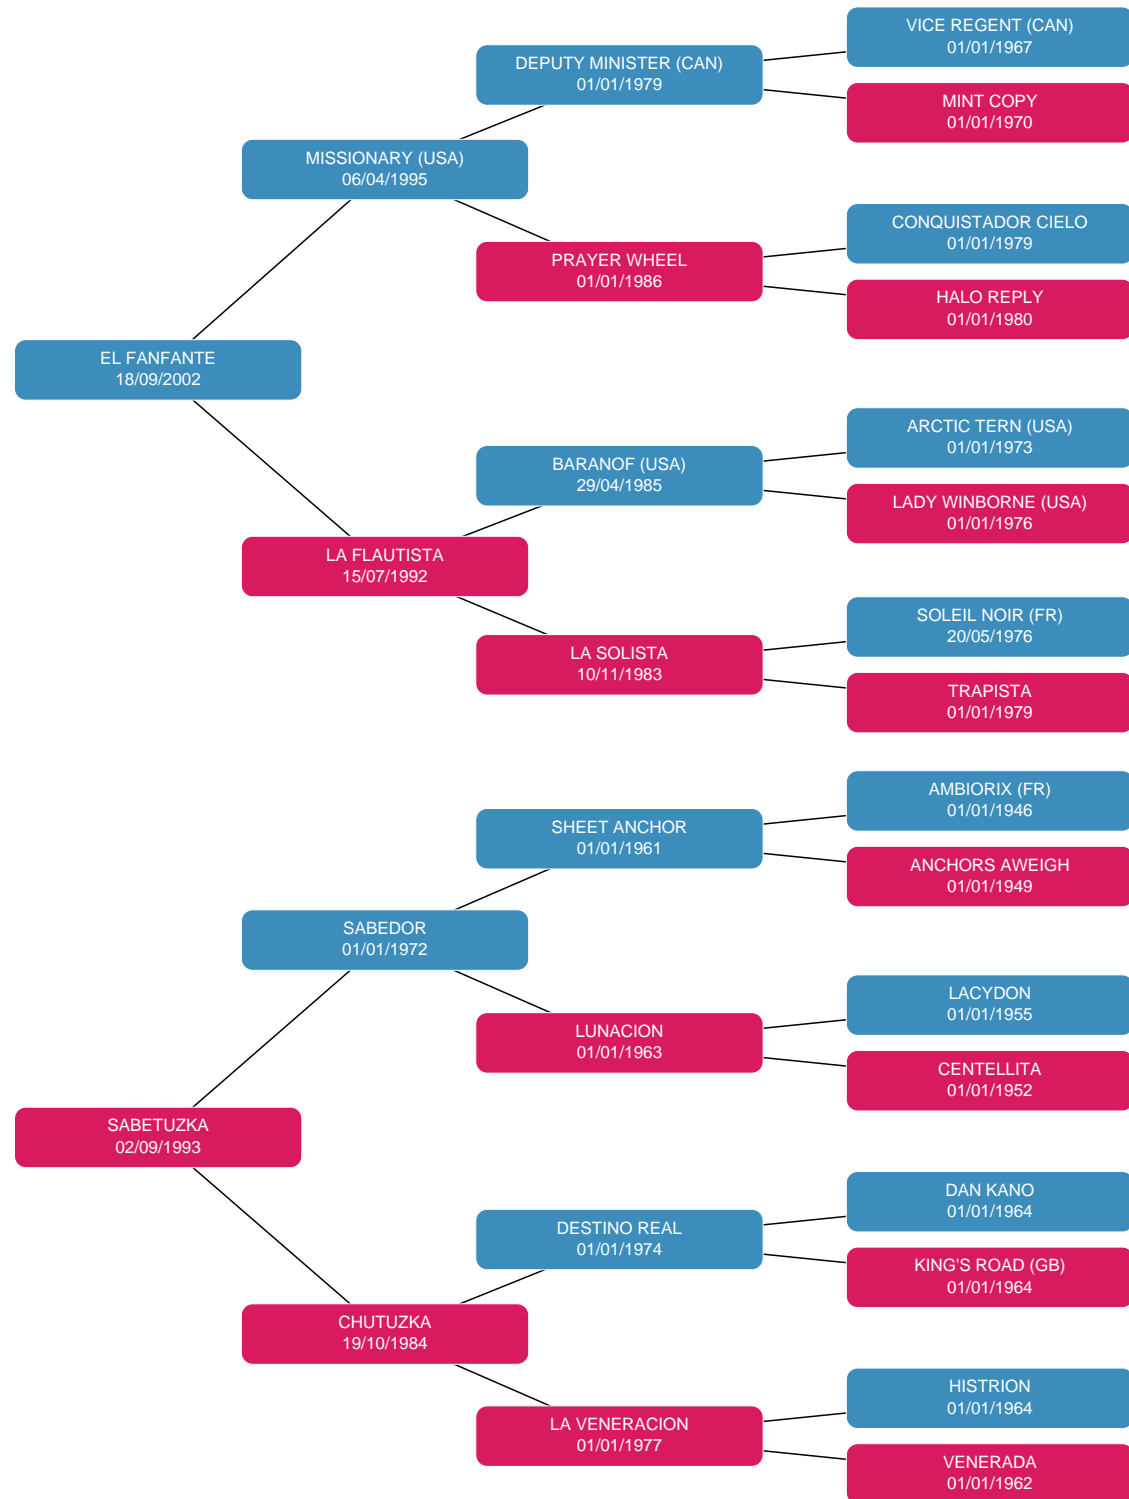 VICE REGENT (CAN)
01/01/1967
DEPUTY MINISTER (CAN)
01/01/1979
MINT COPY
01/01/1970
MISSIONARY (USA)
06/04/1995
CONQUISTADOR CIELO
01/01/1979
PRAYER WHEEL
01/01/1986
HALO REPLY
01/01/1980
EL FANFANTE
18/09/2002
ARCTIC TERN (USA)
01/01/1973
BARANOF (USA)
29/04/1985
LADY WINBORNE (USA)
01/01/1976
LA FLAUTISTA
15/07/1992
SOLEIL NOIR (FR)
20/05/1976
LA SOLISTA
10/11/1983
TRAPISTA
01/01/1979
AMBIORIX (FR)
01/01/1946
SHEET ANCHOR
01/01/1961
ANCHORS AWEIGH
01/01/1949
SABEDOR
01/01/1972
LACYDON
01/01/1955
LUNACION
01/01/1963
CENTELLITA
01/01/1952
SABETUZKA
02/09/1993
DAN KANO
01/01/1964
DESTINO REAL
01/01/1974
KING'S ROAD (GB)
01/01/1964
CHUTUZKA
19/10/1984
HISTRION
01/01/1964
LA VENERACION
01/01/1977
VENERADA
01/01/1962